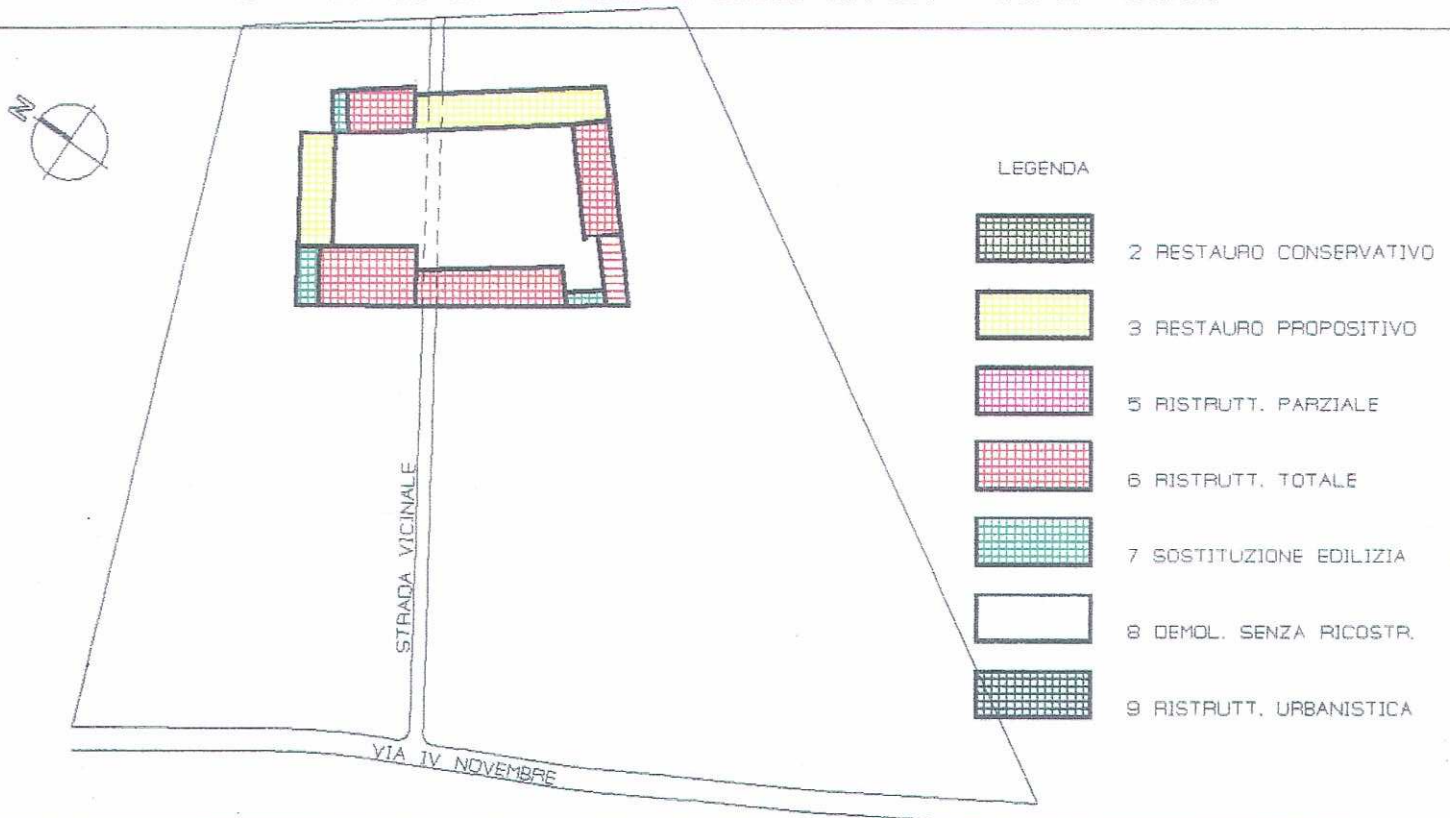 N
LEGENDA
2 RESTAURO CONSERVATIVO
3 RESTAURO PROPOSITIVO
5 RISTRUTT. PARZIALE
6 RISTRUTT. TOTALE
7 SOSTITUZIONE EDILIZIA
8 DEMOL. SENZA RICOSTR.
9 RISTRUTT. URBANISTICA
STRADA VICINALE
VIA IV NOVEMBRE